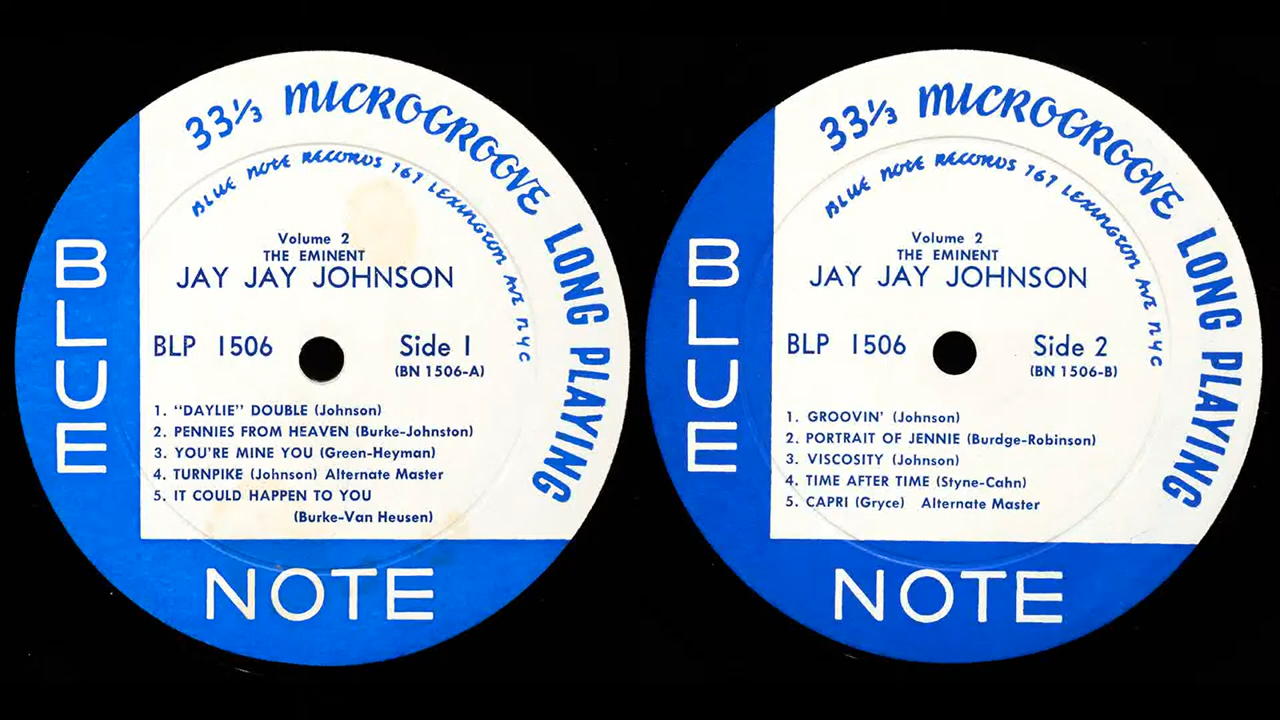 33⅓ MICROGROOVE LONG PLAYING
BLUE NOTE RECORDS 767 LEXINGTON AVE NYC
Volume 2
THE EMINENT
JAY JAY JOHNSON
BLP 1506
Side 1
(BN 1506-A)
1. “DAYLIE” DOUBLE (Johnson)
2. PENNIES FROM HEAVEN (Burke-Johnston)
3. YOU’RE MINE YOU (Green-Heyman)
4. TURNPIKE (Johnson) Alternate Master
5. IT COULD HAPPEN TO YOU
(Burke-Van Heusen)
BLUE
NOTE
33⅓ MICROGROOVE LONG PLAYING
BLUE NOTE RECORDS 767 LEXINGTON AVE NYC
Volume 2
THE EMINENT
JAY JAY JOHNSON
BLP 1506
Side 2
(BN 1506-B)
1. GROOVIN’ (Johnson)
2. PORTRAIT OF JENNIE (Burdge-Robinson)
3. VISCOSITY (Johnson)
4. TIME AFTER TIME (Styne-Cahn)
5. CAPRI (Gryce) Alternate Master
BLUE
NOTE